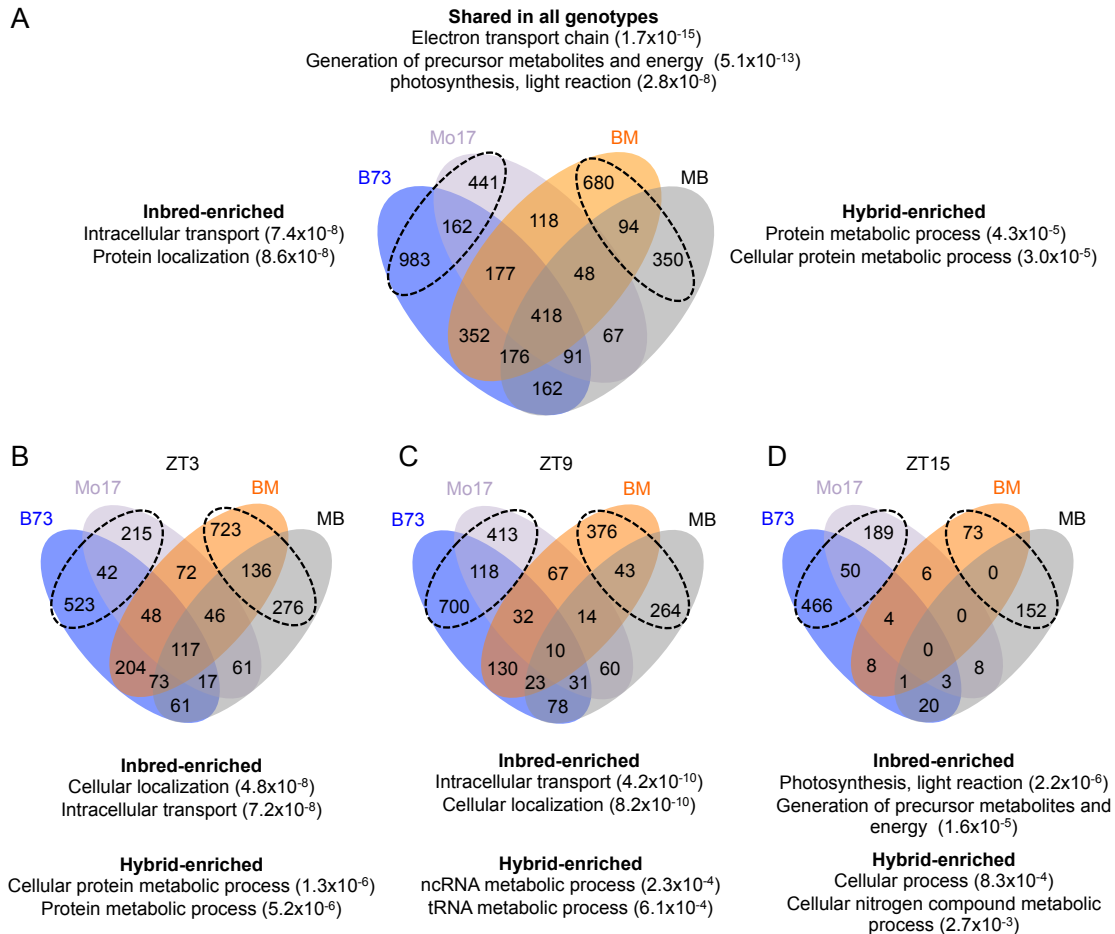 A
Shared in all genotypes
Electron transport chain (1.7x10⁻¹⁵)
Generation of precursor metabolites and energy (5.1x10⁻¹³)
photosynthesis, light reaction (2.8x10⁻⁸)
Mo17
BM
B73
MB
441
680
162
118
94
983
177
48
350
418
352
67
176
91
162
Inbred-enriched
Intracellular transport (7.4x10⁻⁸)
Protein localization (8.6x10⁻⁸)
Hybrid-enriched
Protein metabolic process (4.3x10⁻⁵)
Cellular protein metabolic process (3.0x10⁻⁵)
B
ZT3
Mo17
BM
B73
MB
215
723
42
72
136
523
48
46
276
117
204
61
73
17
61
Inbred-enriched
Cellular localization (4.8x10⁻⁸)
Intracellular transport (7.2x10⁻⁸)
Hybrid-enriched
Cellular protein metabolic process (1.3x10⁻⁶)
Protein metabolic process (5.2x10⁻⁶)
C
ZT9
Mo17
BM
B73
MB
413
376
118
67
43
700
32
14
264
10
130
60
23
31
78
Inbred-enriched
Intracellular transport (4.2x10⁻¹⁰)
Cellular localization (8.2x10⁻¹⁰)
Hybrid-enriched
ncRNA metabolic process (2.3x10⁻⁴)
tRNA metabolic process (6.1x10⁻⁴)
D
ZT15
Mo17
BM
B73
MB
189
73
50
6
0
466
4
0
152
0
8
8
1
3
20
Inbred-enriched
Photosynthesis, light reaction (2.2x10⁻⁶)
Generation of precursor metabolites and
energy (1.6x10⁻⁵)
Hybrid-enriched
Cellular process (8.3x10⁻⁴)
Cellular nitrogen compound metabolic
process (2.7x10⁻³)